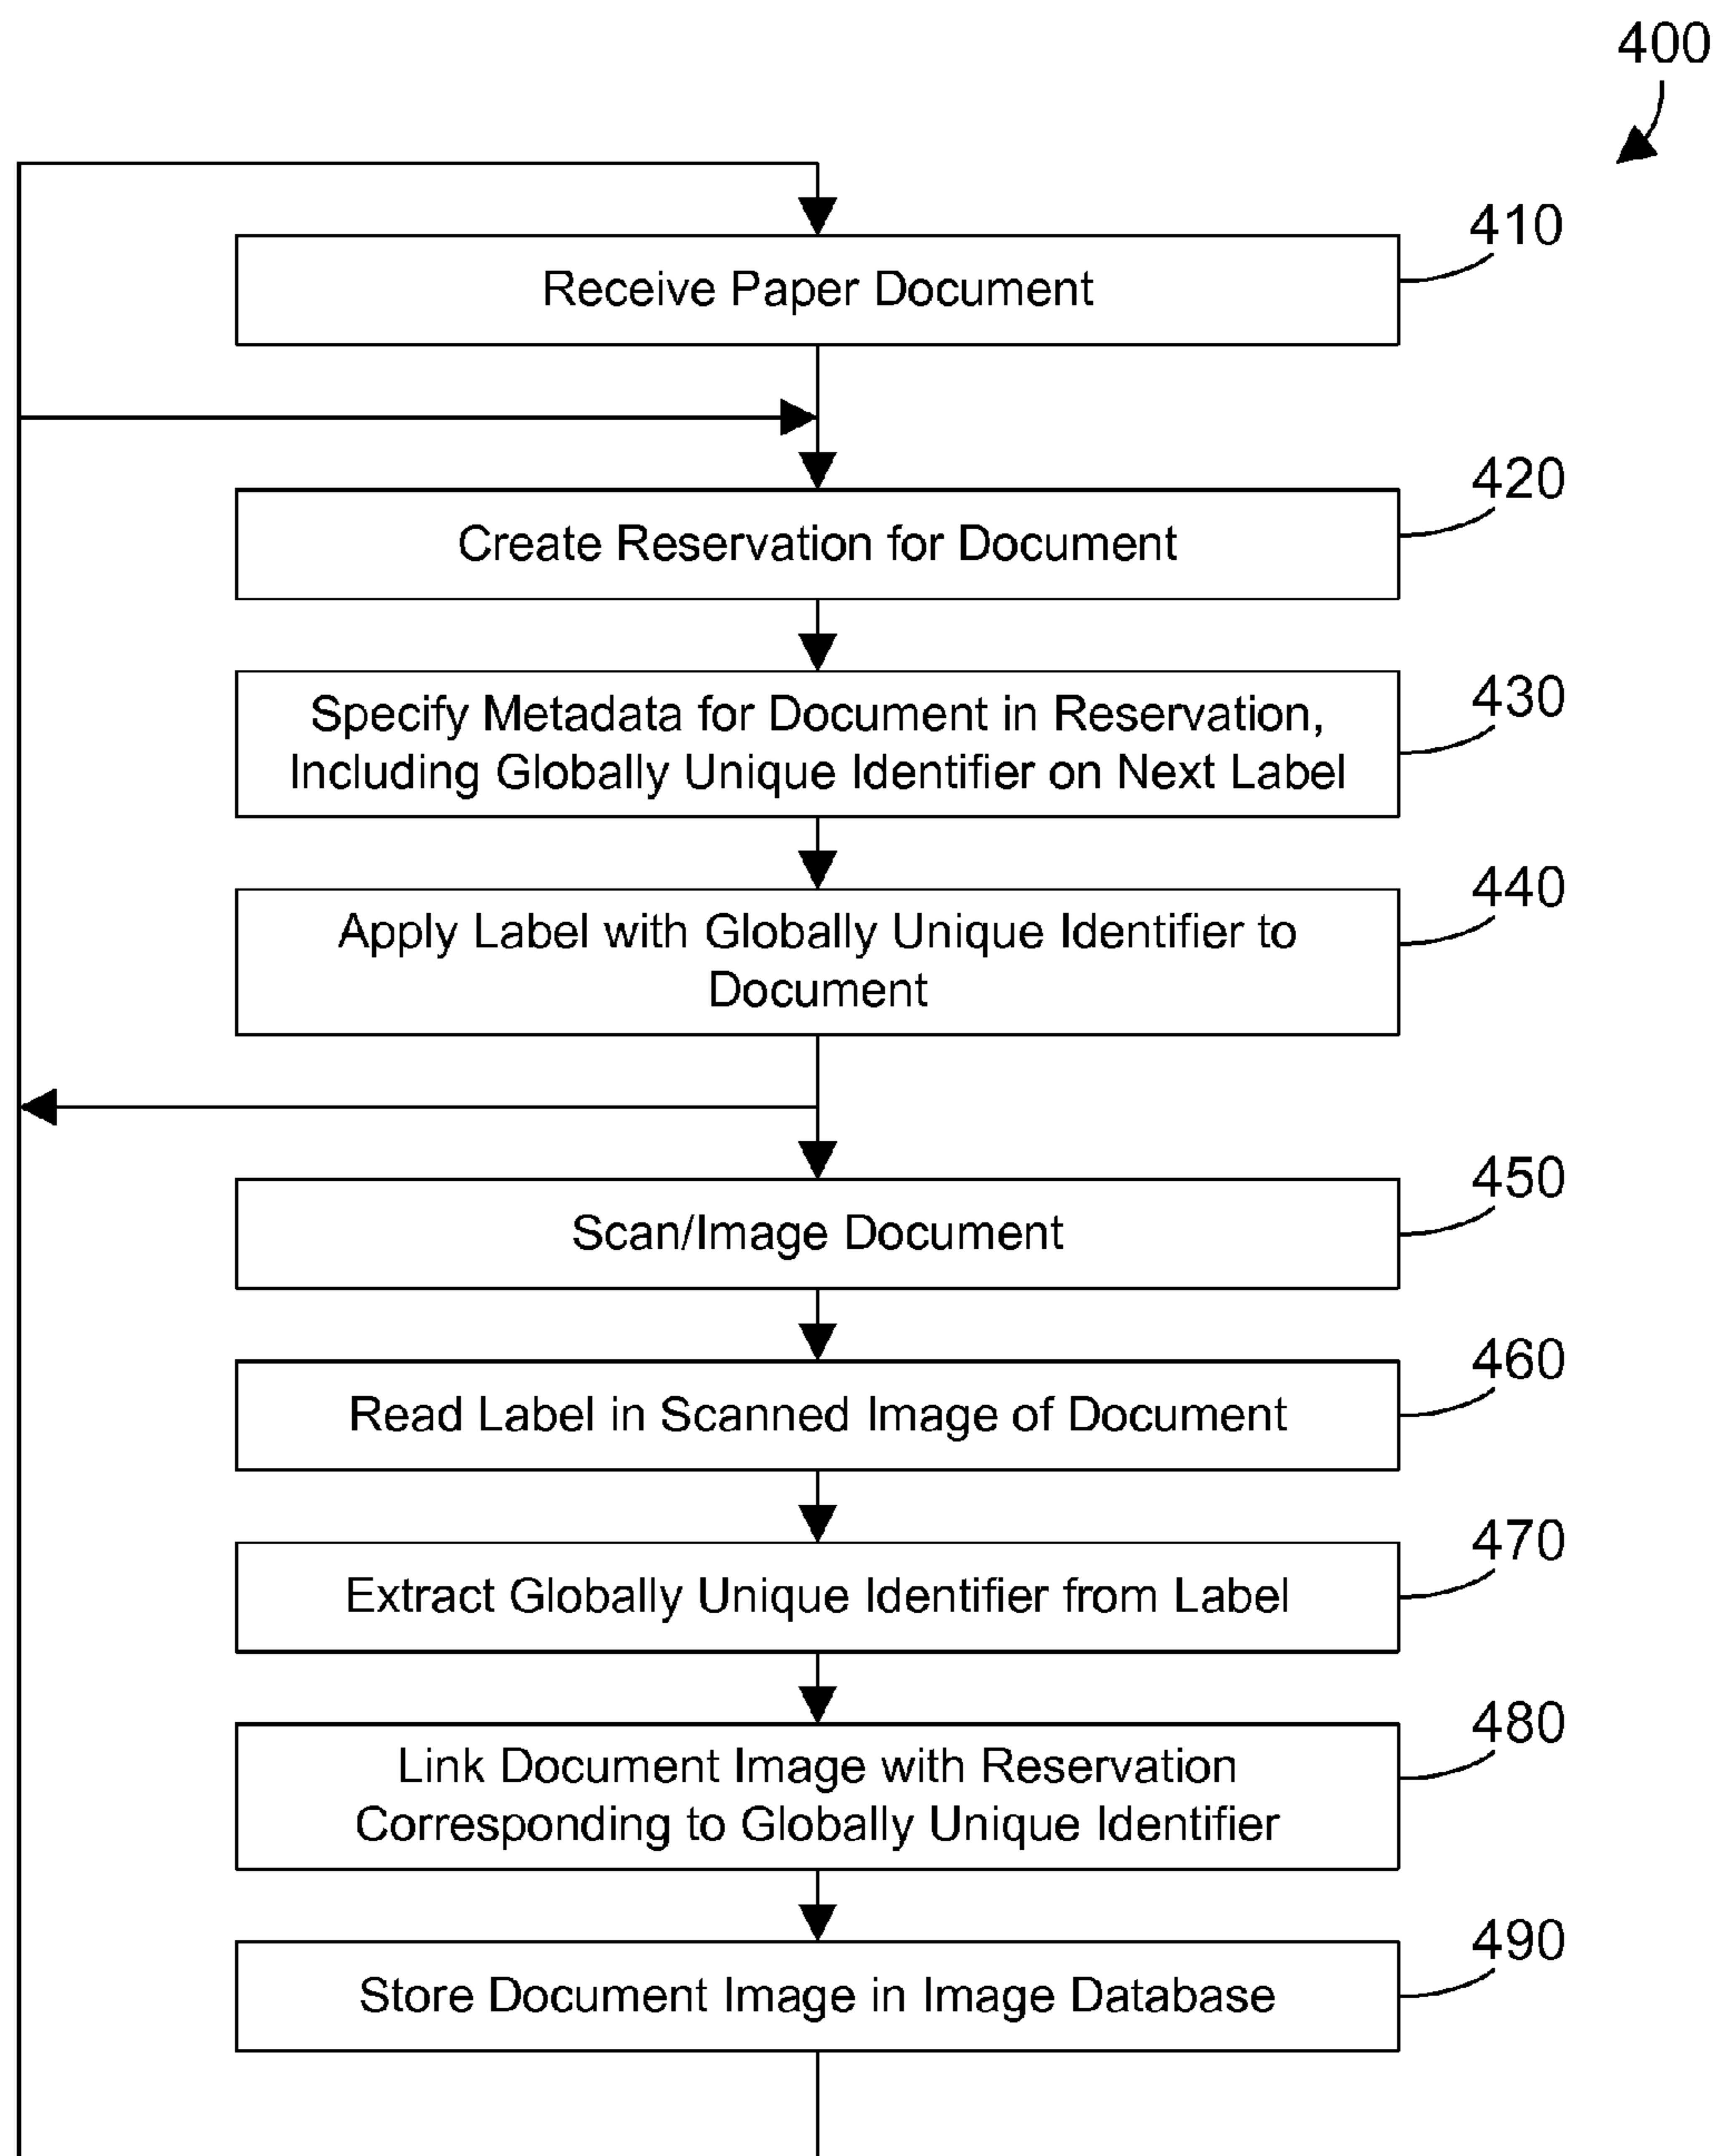 400
410
Receive Paper Document
420
Create Reservation for Document
430
Specify Metadata for Document in Reservation,
Including Globally Unique Identifier on Next Label
440
Apply Label with Globally Unique Identifier to
Document
450
Scan/Image Document
460
Read Label in Scanned Image of Document
470
Extract Globally Unique Identifier from Label
480
Link Document Image with Reservation
Corresponding to Globally Unique Identifier
490
Store Document Image in Image Database